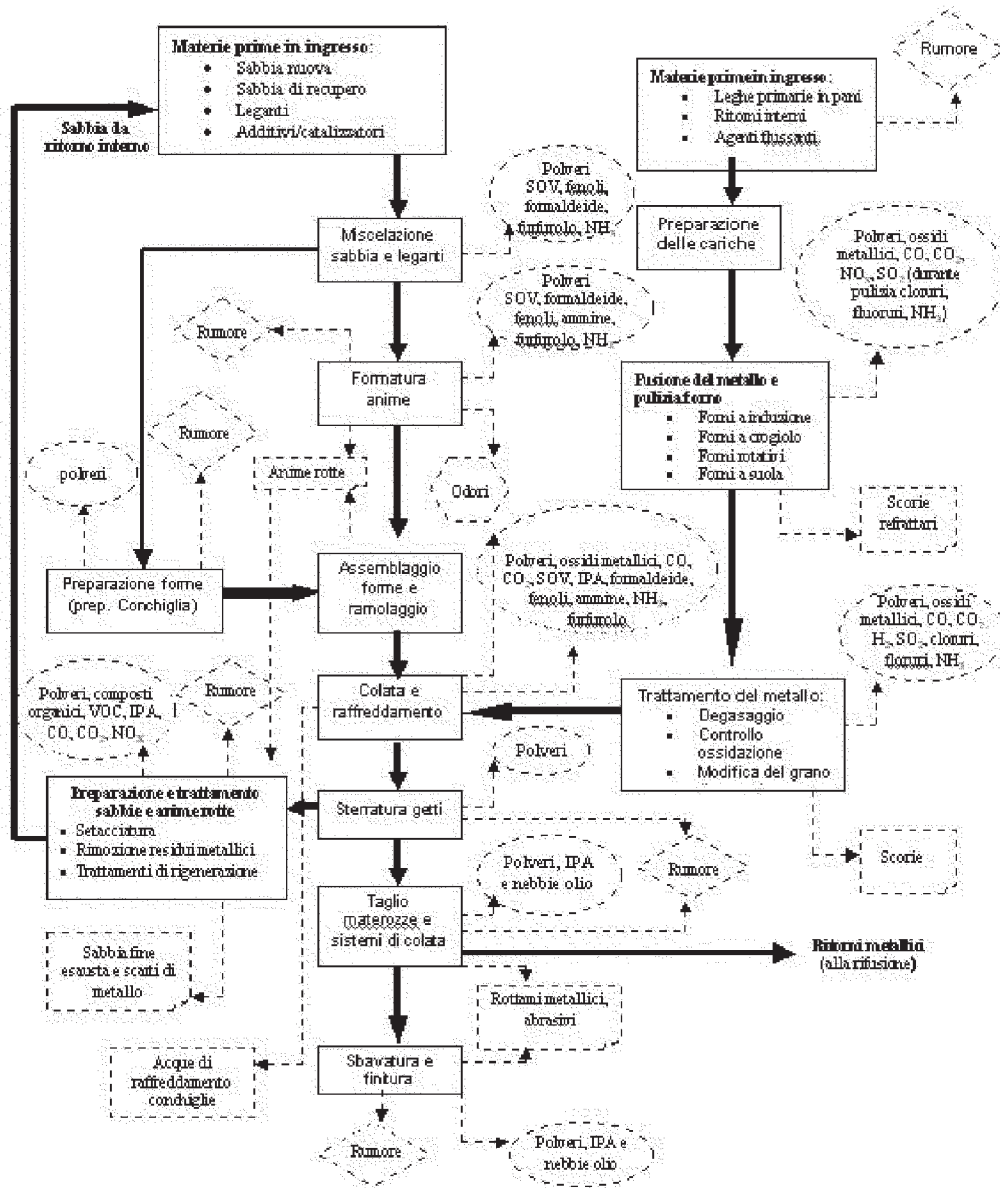 Materie prime in ingresso:
• Sabbia nuova
• Sabbia di recupero
• Leganti
• Additivi/catalizzatori
Sabbia da
ritorno interno
Materie prime in ingresso:
▪ Leghe primarie in pani
▪ Ritorni interni
▪ Agenti flussanti
Rumore
Polveri
SOV, fenoli,
formaldeide,
furfurolo, NH₃
Miscelazione
sabbia e leganti
Preparazione
delle cariche
Polveri, ossidi
metallici, CO, CO₂,
NOₓ, SO₂ (durante
pulizia cloruri,
fluoruri, NH₃)
Polveri
SOV, formaldeide,
fenoli, ammine,
furfurolo, NH₃
Rumore
Formatura
anime
Fusione del metallo e
pulizia forno
▪ Forni a induzione
▪ Forni a crogiolo
▪ Forni rotativi
▪ Forni a suola
Rumore
polveri
Anime rotte
Odori
Scorie
refrattari
Preparazione forme
(prep. Conchiglia)
Assemblaggio
forme e
ramolaggio
Polveri, ossidi metallici, CO,
CO₂, SOV, IPA, formaldeide,
fenoli, ammine, NH₃,
furfurolo
Polveri, ossidi
metallici, CO, CO₂
H₂, SO₂, cloruri,
floruri, NH₃
Polveri, composti
organici, VOC, IPA,
CO, CO₂, NOₓ
Rumore
Colata e
raffreddamento
Trattamento del metallo:
▪ Degasaggio
▪ Controllo
ossidazione
▪ Modifica del grano
Polveri
Preparazione e trattamento
sabbie e anime rotte
▪ Setacciatura
▪ Rimozione residui metallici
▪ Trattamenti di rigenerazione
Sterratura getti
Polveri, IPA
e nebbie olio
Rumore
Scorie
Taglio
materozze e
sistemi di colata
Ritorni metallici
(alla rifusione)
Sabbia fine
esausta e scarti di
metallo
Rottami metallici,
abrasivi
Acque di
raffreddamento
conchiglie
Sbavatura e
finitura
Rumore
Polveri, IPA e
nebbie olio